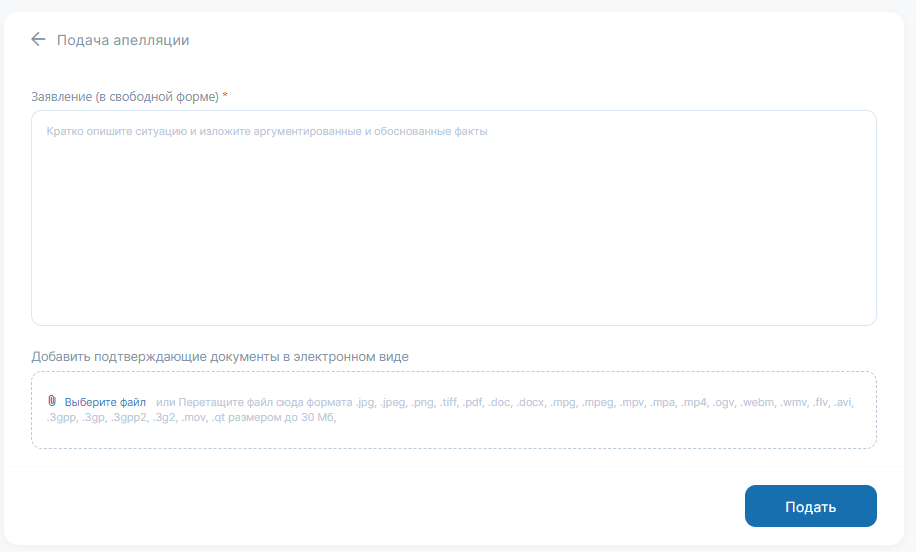 Подача апелляции
Заявление (в свободной форме) *
Кратко опишите ситуацию и изложите аргументированные и обоснованные факты
Добавить подтверждающие документы в электронном виде
Выберите файл или Перетащите файл сюда формата .jpg, .jpeg, .png, .tiff, .pdf, .doc, .docx, .mpg, .mpeg, .mpv, .mpa, .mp4, .ogv, .webm, .wmv, .flv, .avi,
.3gpp, .3gp, .3gpp2, .3g2, .mov, .qt размером до 30 Мб,
Подать